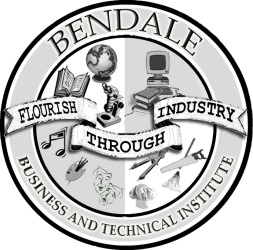 BENDALE
FLOURISH
THROUGH
INDUSTRY
BUSINESS AND TECHNICAL INSTITUTE